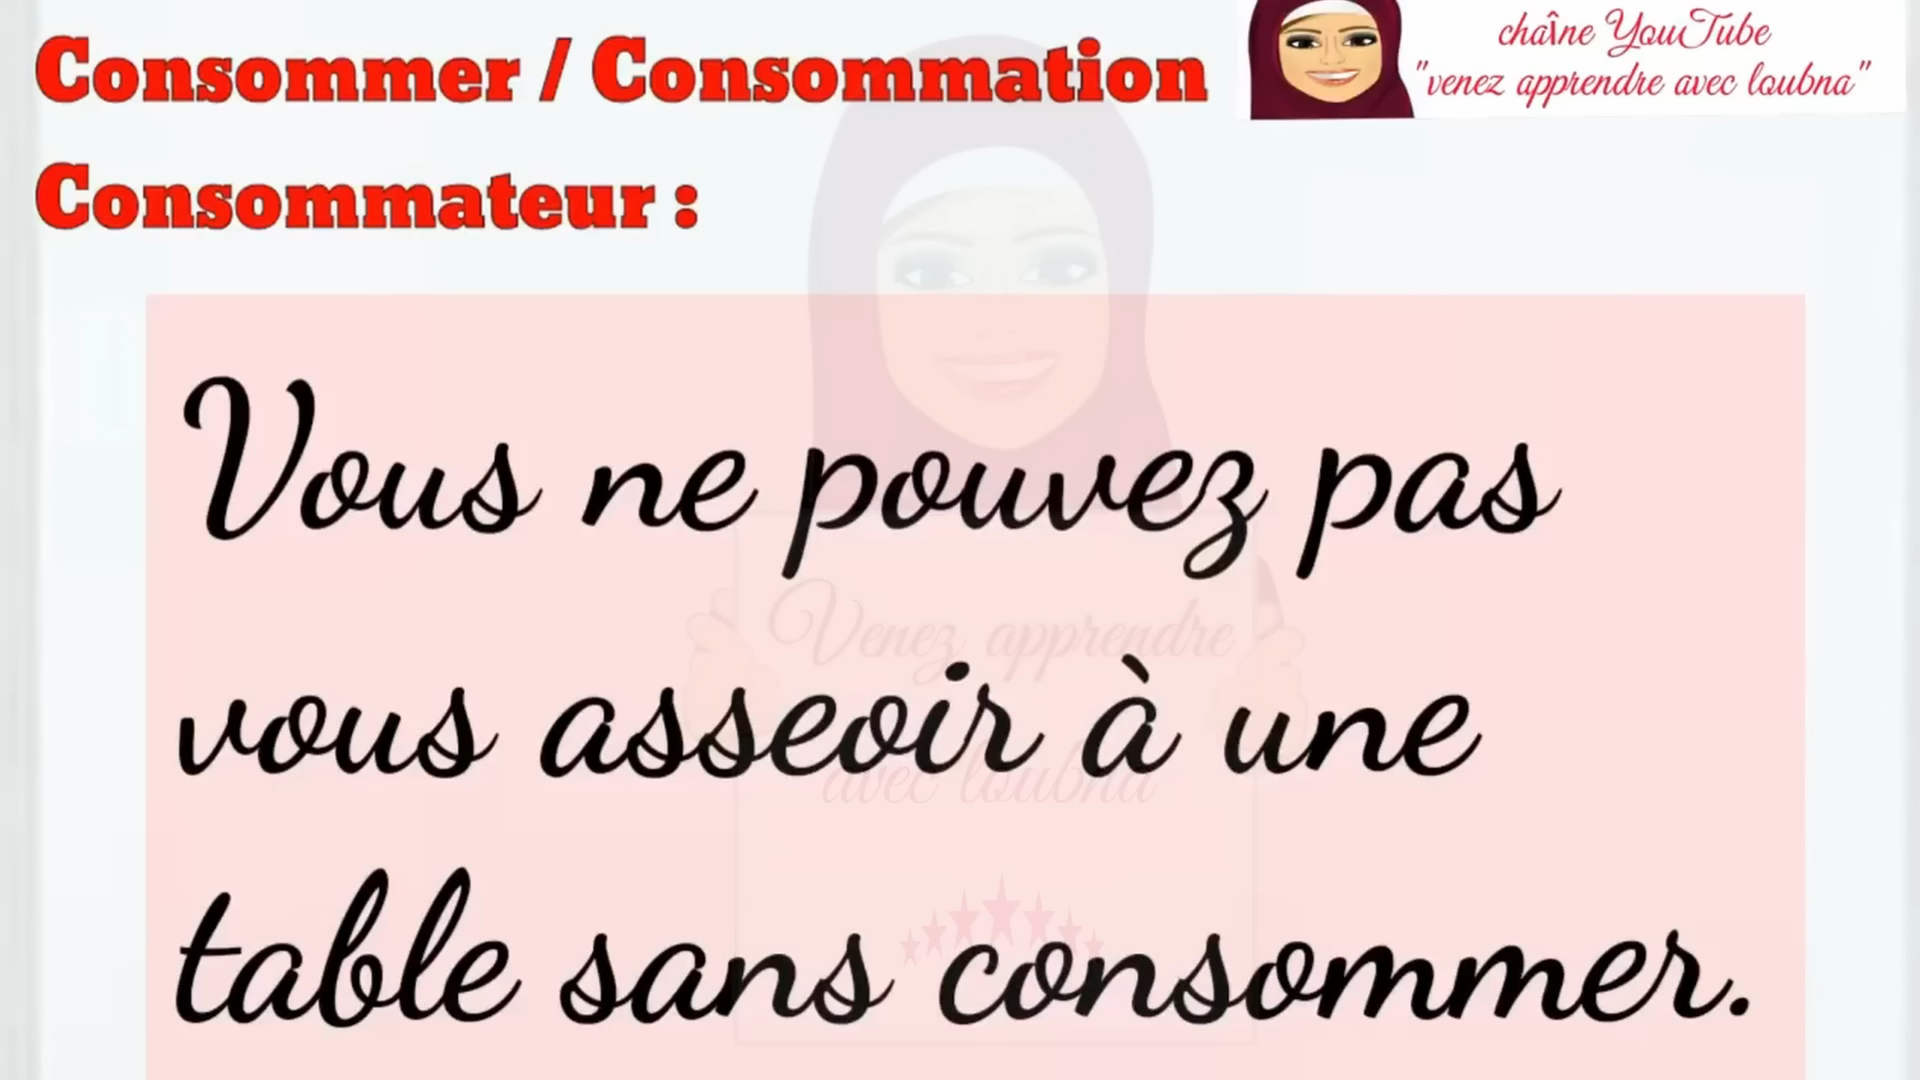 Consommer / Consommation
Consommateur :
chaîne YouTube
"venez apprendre avec loubna"
Vous ne pouvez pas
vous asseoir à une
table sans consommer.
Venez apprendre
avec loubna